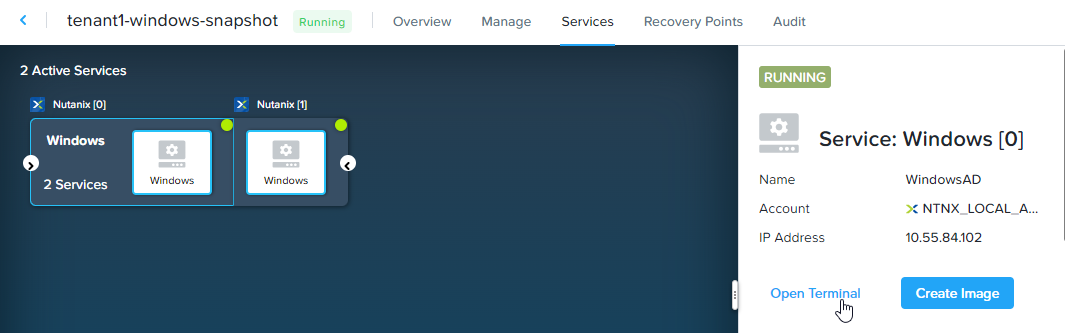 tenant1-windows-snapshot Running Overview Manage Services Recovery Points Audit
2 Active Services
Nutanix [0] Nutanix [1]
Windows
2 Services
Windows Windows
RUNNING
Service: Windows [0]
Name WindowsAD
Account NTNX_LOCAL_A...
IP Address 10.55.84.102
Open Terminal Create Image